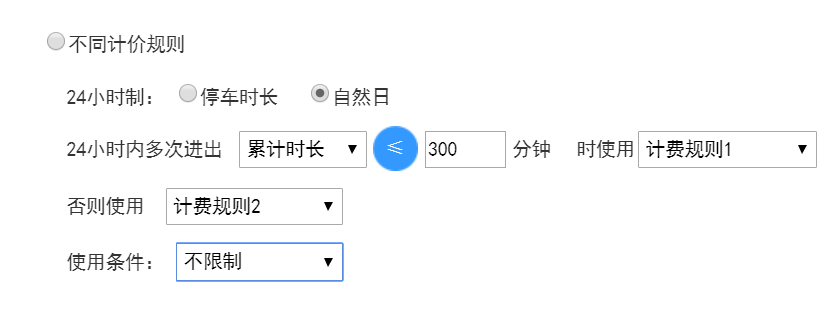 不同计价规则
24小时制： 停车时长 自然日
24小时内多次进出 累计时长 ≤ 300 分钟 时使用 计费规则1
否则使用 计费规则2
使用条件： 不限制